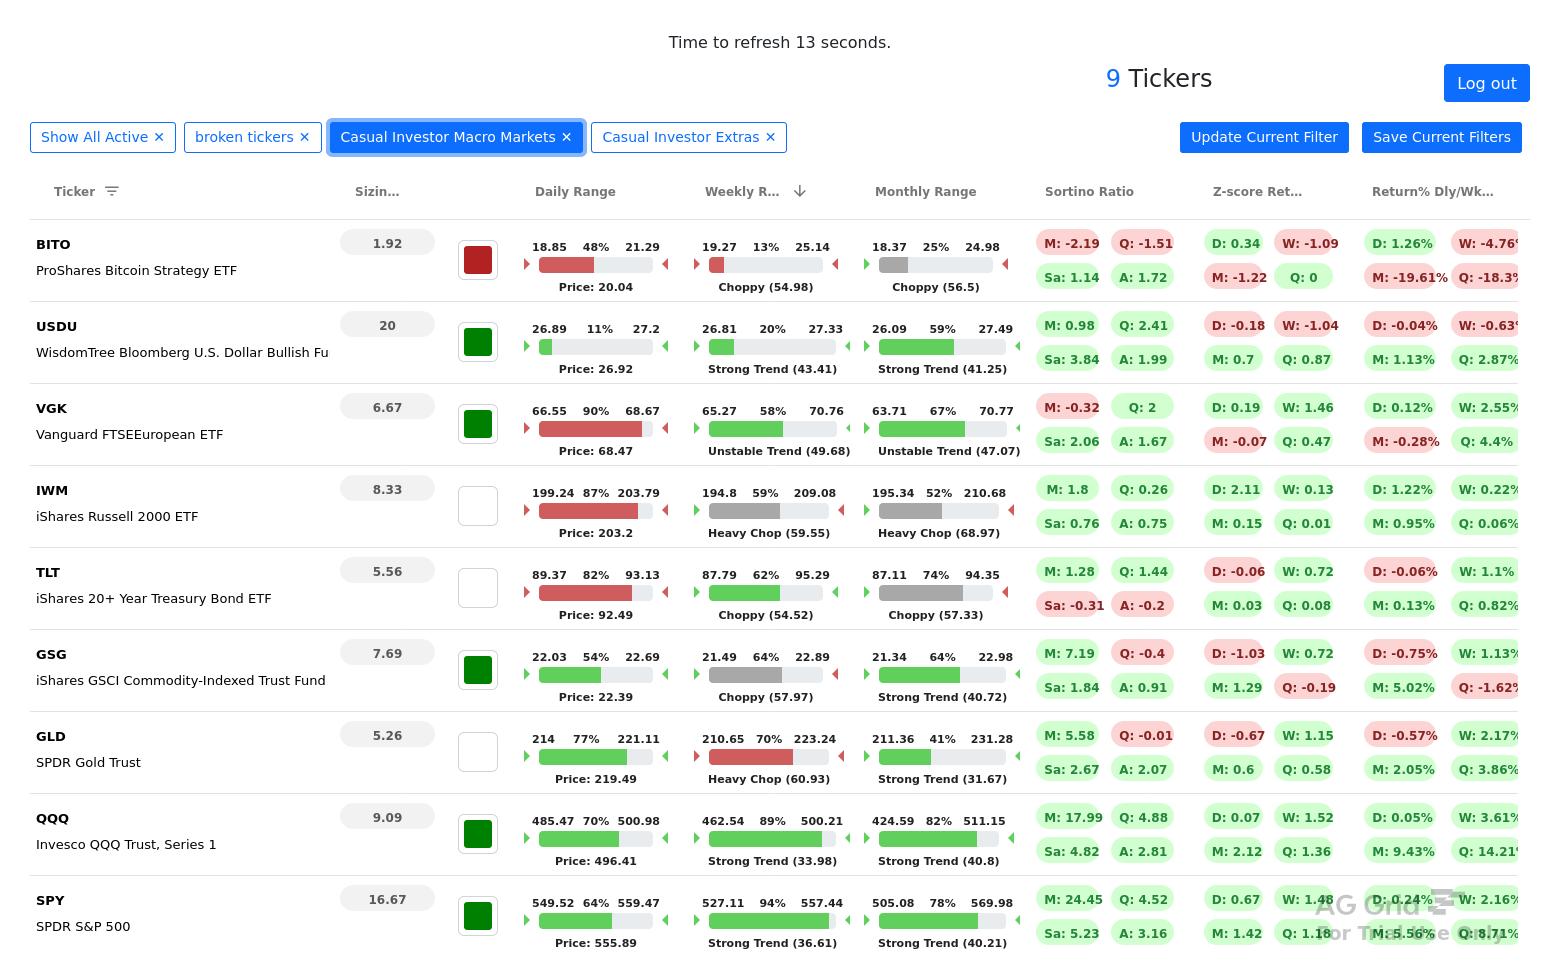 Time to refresh 13 seconds.
9 Tickers
Log out
Show All Active ✕ broken tickers ✕ Casual Investor Macro Markets ✕ Casual Investor Extras ✕ Update Current Filter Save Current Filters
Ticker Sizin... Daily Range Weekly R... Monthly Range Sortino Ratio Z-score Ret... Return% Dly/Wk...
BITO 1.92 18.85 48% 21.29 19.27 13% 25.14 18.37 25% 24.98 M: -2.19 Q: -1.51 D: 0.34 W: -1.09 D: 1.26% W: -4.76%
ProShares Bitcoin Strategy ETF Price: 20.04 Choppy (54.98) Choppy (56.5) Sa: 1.14 A: 1.72 M: -1.22 Q: 0 M: -19.61% Q: -18.3%
USDU 20 26.89 11% 27.2 26.81 20% 27.33 26.09 59% 27.49 M: 0.98 Q: 2.41 D: -0.18 W: -1.04 D: -0.04% W: -0.63%
WisdomTree Bloomberg U.S. Dollar Bullish Fu Price: 26.92 Strong Trend (43.41) Strong Trend (41.25) Sa: 3.84 A: 1.99 M: 0.7 Q: 0.87 M: 1.13% Q: 2.87%
VGK 6.67 66.55 90% 68.67 65.27 58% 70.76 63.71 67% 70.77 M: -0.32 Q: 2 D: 0.19 W: 1.46 D: 0.12% W: 2.55%
Vanguard FTSEEuropean ETF Price: 68.47 Unstable Trend (49.68) Unstable Trend (47.07) Sa: 2.06 A: 1.67 M: -0.07 Q: 0.47 M: -0.28% Q: 4.4%
IWM 8.33 199.24 87% 203.79 194.8 59% 209.08 195.34 52% 210.68 M: 1.8 Q: 0.26 D: 2.11 W: 0.13 D: 1.22% W: 0.22%
iShares Russell 2000 ETF Price: 203.2 Heavy Chop (59.55) Heavy Chop (68.97) Sa: 0.76 A: 0.75 M: 0.15 Q: 0.01 M: 0.95% Q: 0.06%
TLT 5.56 89.37 82% 93.13 87.79 62% 95.29 87.11 74% 94.35 M: 1.28 Q: 1.44 D: -0.06 W: 0.72 D: -0.06% W: 1.1%
iShares 20+ Year Treasury Bond ETF Price: 92.49 Choppy (54.52) Choppy (57.33) Sa: -0.31 A: -0.2 M: 0.03 Q: 0.08 M: 0.13% Q: 0.82%
GSG 7.69 22.03 54% 22.69 21.49 64% 22.89 21.34 64% 22.98 M: 7.19 Q: -0.4 D: -1.03 W: 0.72 D: -0.75% W: 1.13%
iShares GSCI Commodity-Indexed Trust Fund Price: 22.39 Choppy (57.97) Strong Trend (40.72) Sa: 1.84 A: 0.91 M: 1.29 Q: -0.19 M: 5.02% Q: -1.62%
GLD 5.26 214 77% 221.11 210.65 70% 223.24 211.36 41% 231.28 M: 5.58 Q: -0.01 D: -0.67 W: 1.15 D: -0.57% W: 2.17%
SPDR Gold Trust Price: 219.49 Heavy Chop (60.93) Strong Trend (31.67) Sa: 2.67 A: 2.07 M: 0.6 Q: 0.58 M: 2.05% Q: 3.86%
QQQ 9.09 485.47 70% 500.98 462.54 89% 500.21 424.59 82% 511.15 M: 17.99 Q: 4.88 D: 0.07 W: 1.52 D: 0.05% W: 3.61%
Invesco QQQ Trust, Series 1 Price: 496.41 Strong Trend (33.98) Strong Trend (40.8) Sa: 4.82 A: 2.81 M: 2.12 Q: 1.36 M: 9.43% Q: 14.21%
SPY 16.67 549.52 64% 559.47 527.11 94% 557.44 505.08 78% 569.98 M: 24.45 Q: 4.52 D: 0.67 W: 1.48 D: 0.24% W: 2.16%
SPDR S&P 500 Price: 555.89 Strong Trend (36.61) Strong Trend (40.21) Sa: 5.23 A: 3.16 M: 1.42 Q: 1.18 M: 5.56% Q: 8.71%
AG Grid
For Trial Use Only